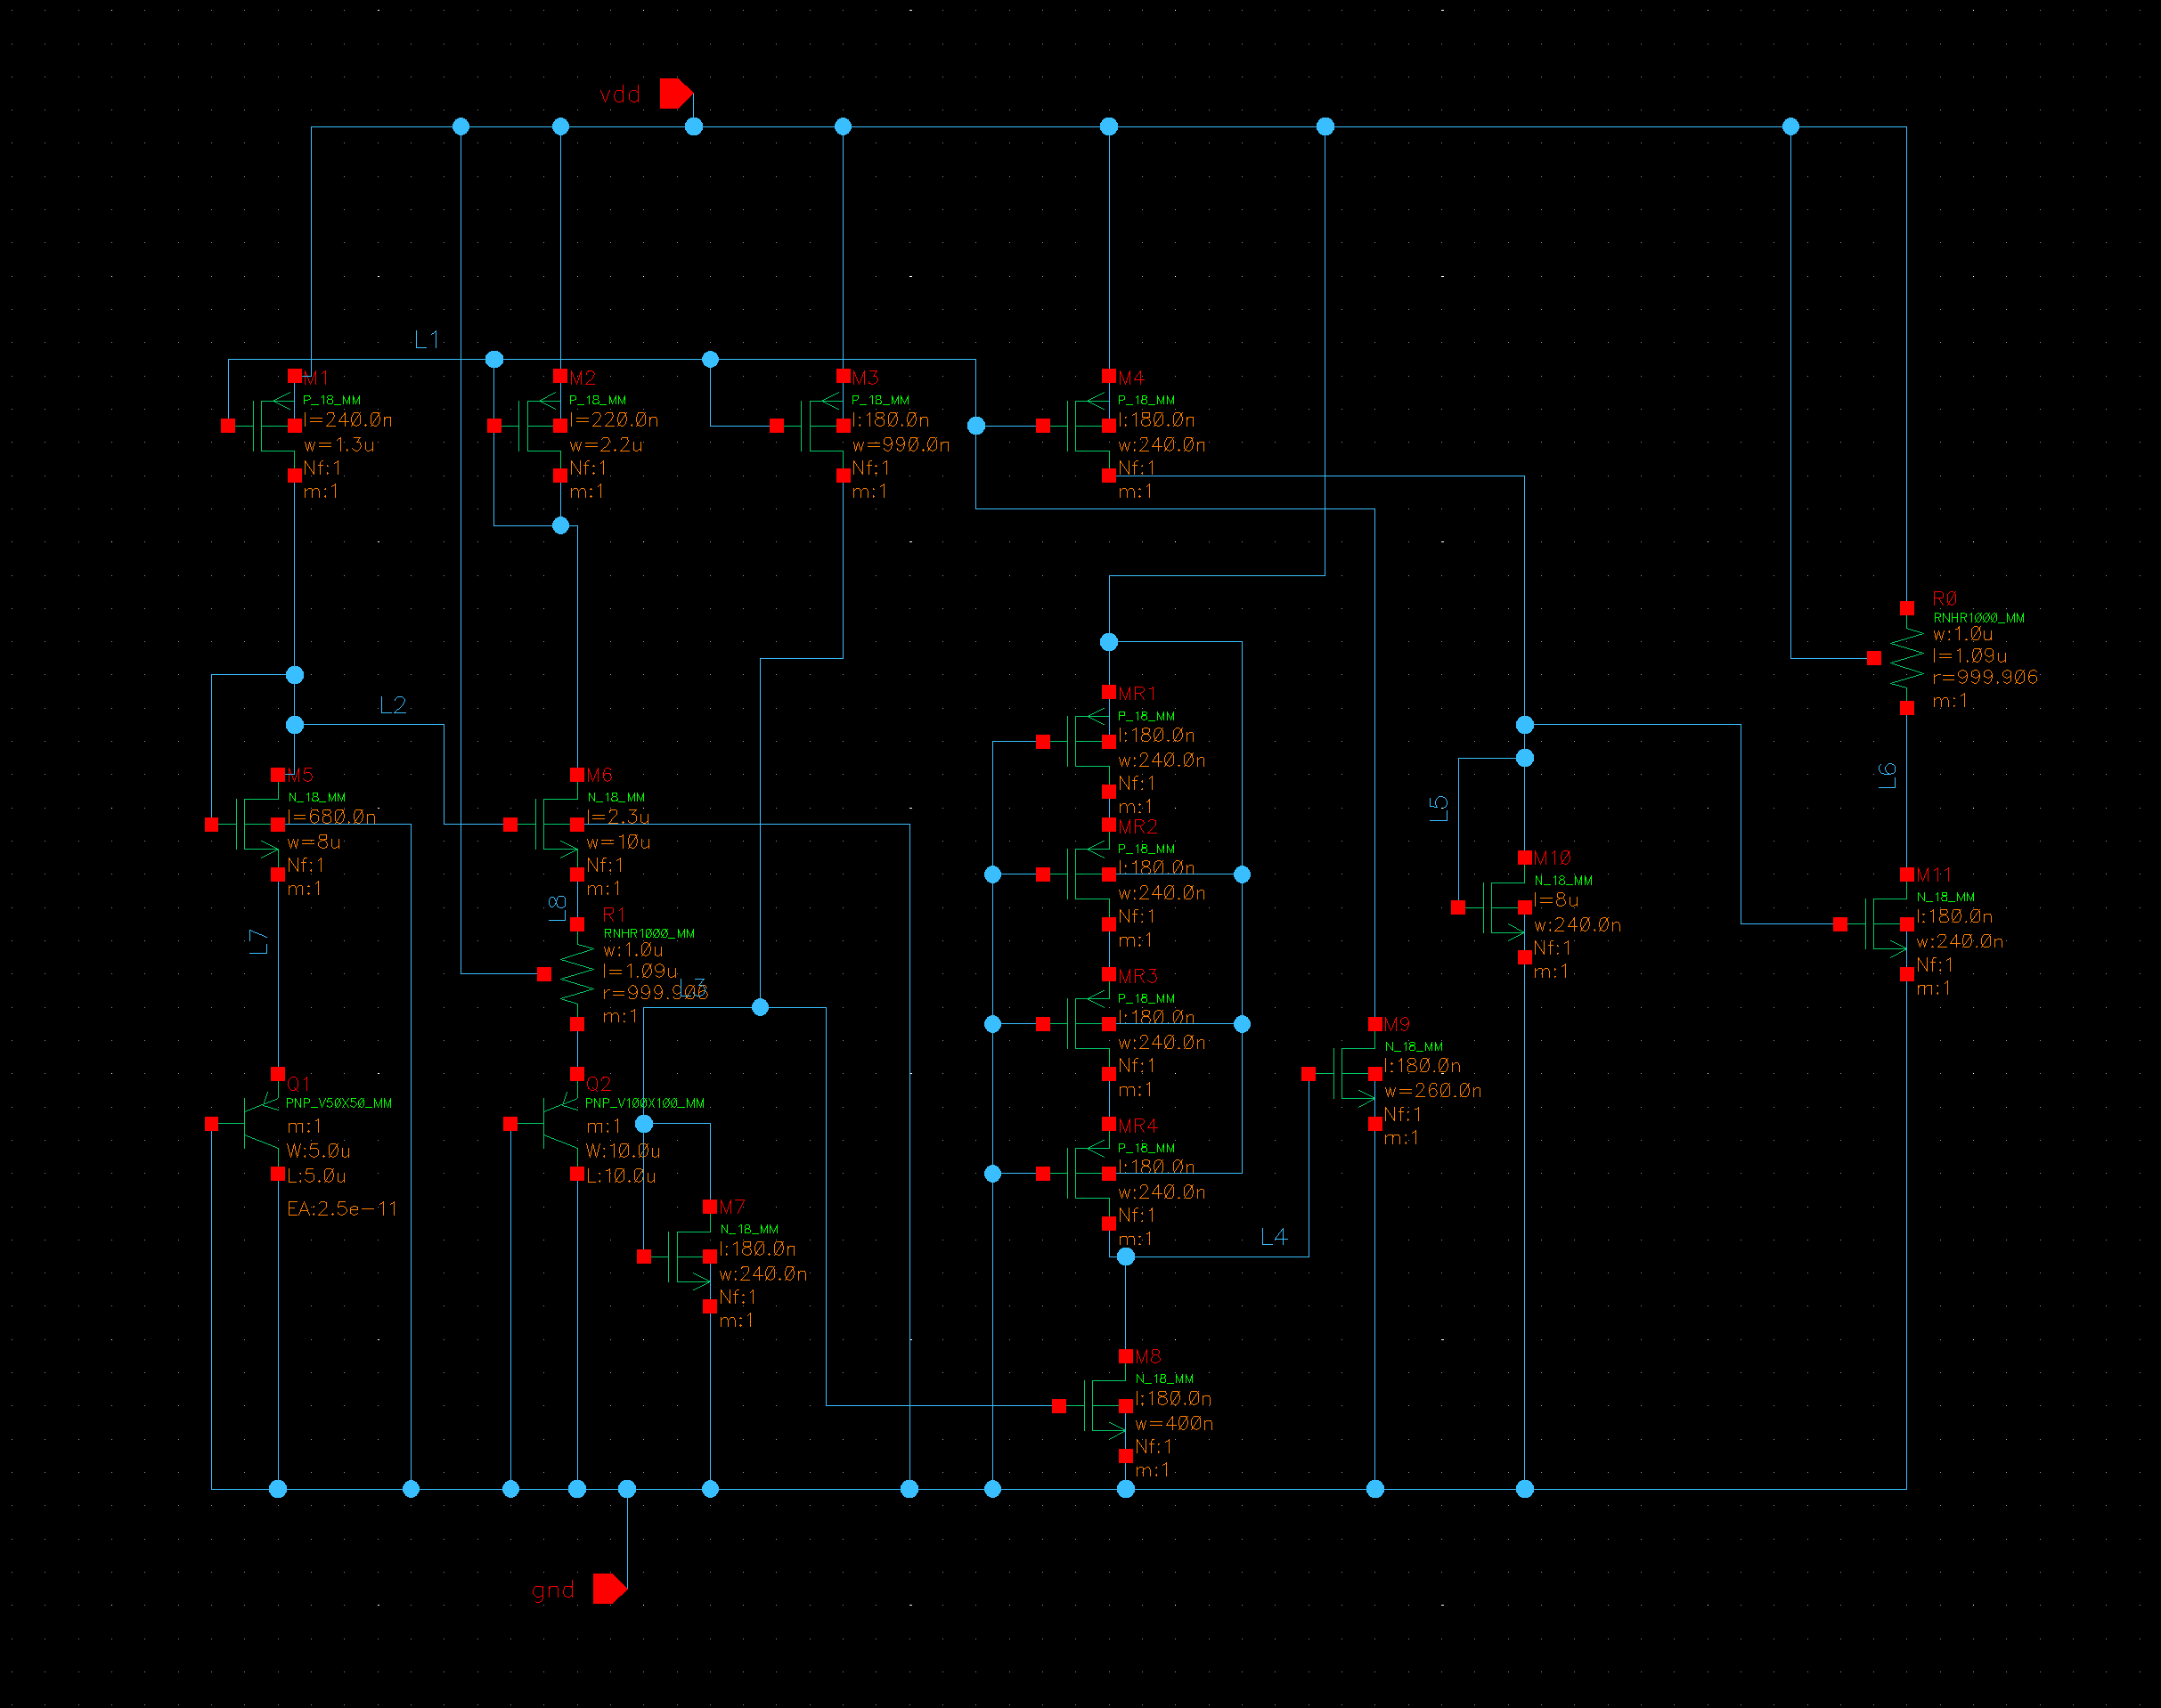 vdd
L1
M1
P_18_MM
l=240.0n
w=1.3u
Nf:1
m:1
M2
P_18_MM
l=220.0n
w=2.2u
Nf:1
m:1
M3
P_18_MM
l:180.0n
w=990.0n
Nf:1
m:1
M4
P_18_MM
l:180.0n
w:240.0n
Nf:1
m:1
R0
RNHR1000_MM
w:1.0u
l=1.09u
r=999.906
m:1
L2
MR1
P_18_MM
l:180.0n
w:240.0n
Nf:1
m:1
L6
L5
M5
N_18_MM
l=680.0n
w=8u
Nf:1
m:1
M6
N_18_MM
l=2.3u
w=10u
Nf:1
m:1
MR2
P_18_MM
l:180.0n
w:240.0n
Nf:1
m:1
M10
N_18_MM
l=8u
w:240.0n
Nf:1
m:1
M11
N_18_MM
l:180.0n
w:240.0n
Nf:1
m:1
L7
L8
R1
RNHR1000_MM
w:1.0u
l=1.09u
r=999.906
m:1
L3
MR3
P_18_MM
l:180.0n
w:240.0n
Nf:1
m:1
M9
N_18_MM
l:180.0n
w=260.0n
Nf:1
m:1
Q1
PNP_V50X50_MM
m:1
W:5.0u
L:5.0u
EA:2.5e-11
Q2
PNP_V100X100_MM
m:1
W:10.0u
L:10.0u
MR4
P_18_MM
l:180.0n
w:240.0n
Nf:1
m:1
L4
M7
N_18_MM
l:180.0n
w:240.0n
Nf:1
m:1
M8
N_18_MM
l:180.0n
w=400n
Nf:1
m:1
gnd